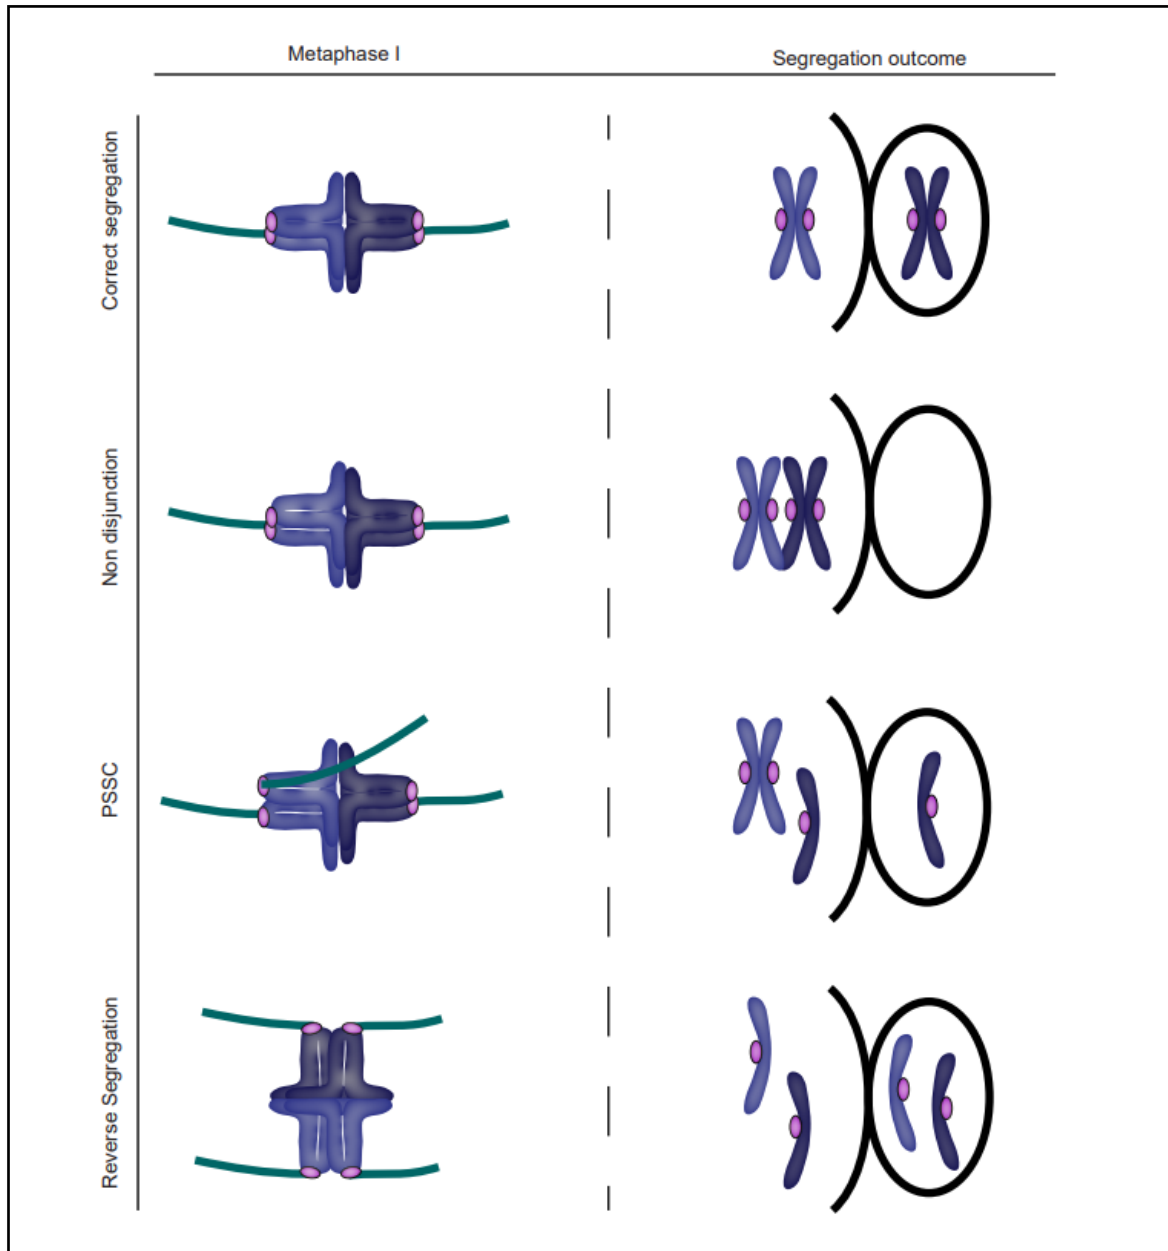 Metaphase I
Segregation outcome
Correct segregation
Non disjunction
PSSC
Reverse Segregation